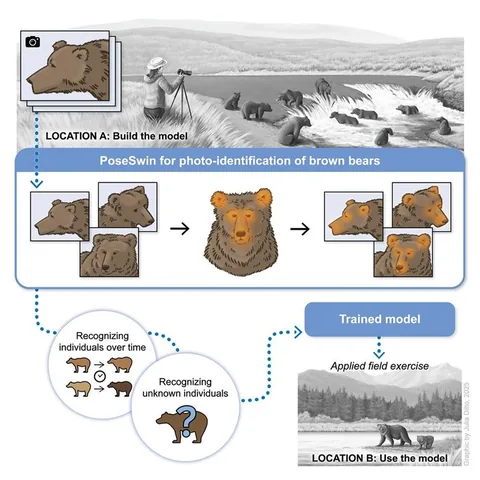 LOCATION A: Build the model
PoseSwin for photo-identification of brown bears
Recognizing
individuals over time
Recognizing
unknown individuals
?
Trained model
Applied field exercise
LOCATION B: Use the model
Graphic by Julia Ditto, 2025